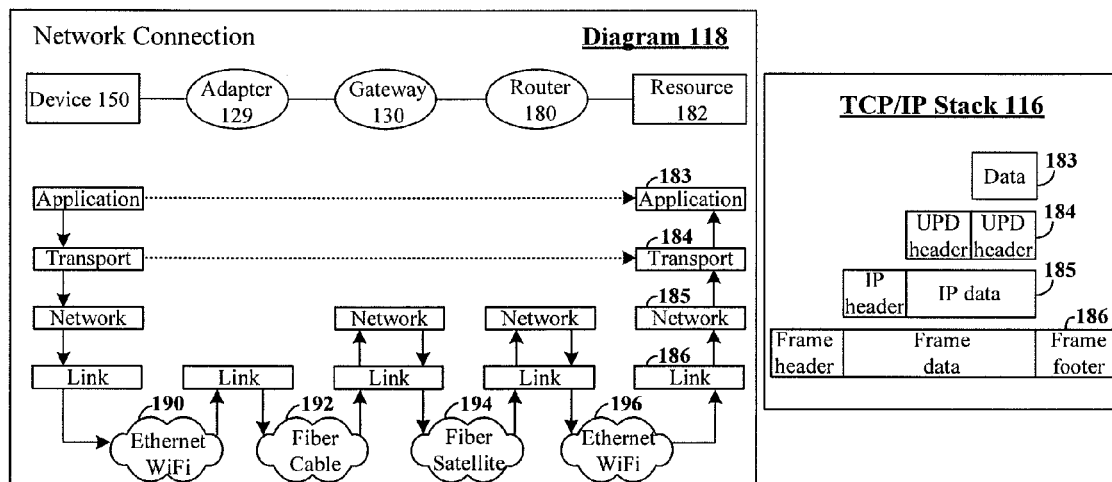 Network Connection
Diagram 118
Device 150
Adapter
129
Gateway
130
Router
180
Resource
182
183
Application
Application
184
Transport
Transport
185
Network
Network
Network
Network
186
Link
Link
Link
Link
Link
190
Ethernet
WiFi
192
Fiber
Cable
194
Fiber
Satellite
196
Ethernet
WiFi
TCP/IP Stack 116
183
Data
184
UPD
header
UPD
header
185
IP
header
IP data
186
Frame
header
Frame
data
Frame
footer